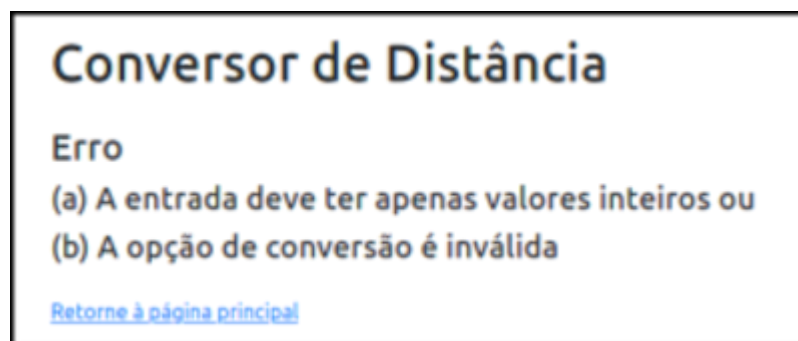 Conversor de Distância
Erro
(a) A entrada deve ter apenas valores inteiros ou
(b) A opção de conversão é inválida
Retorne à página principal